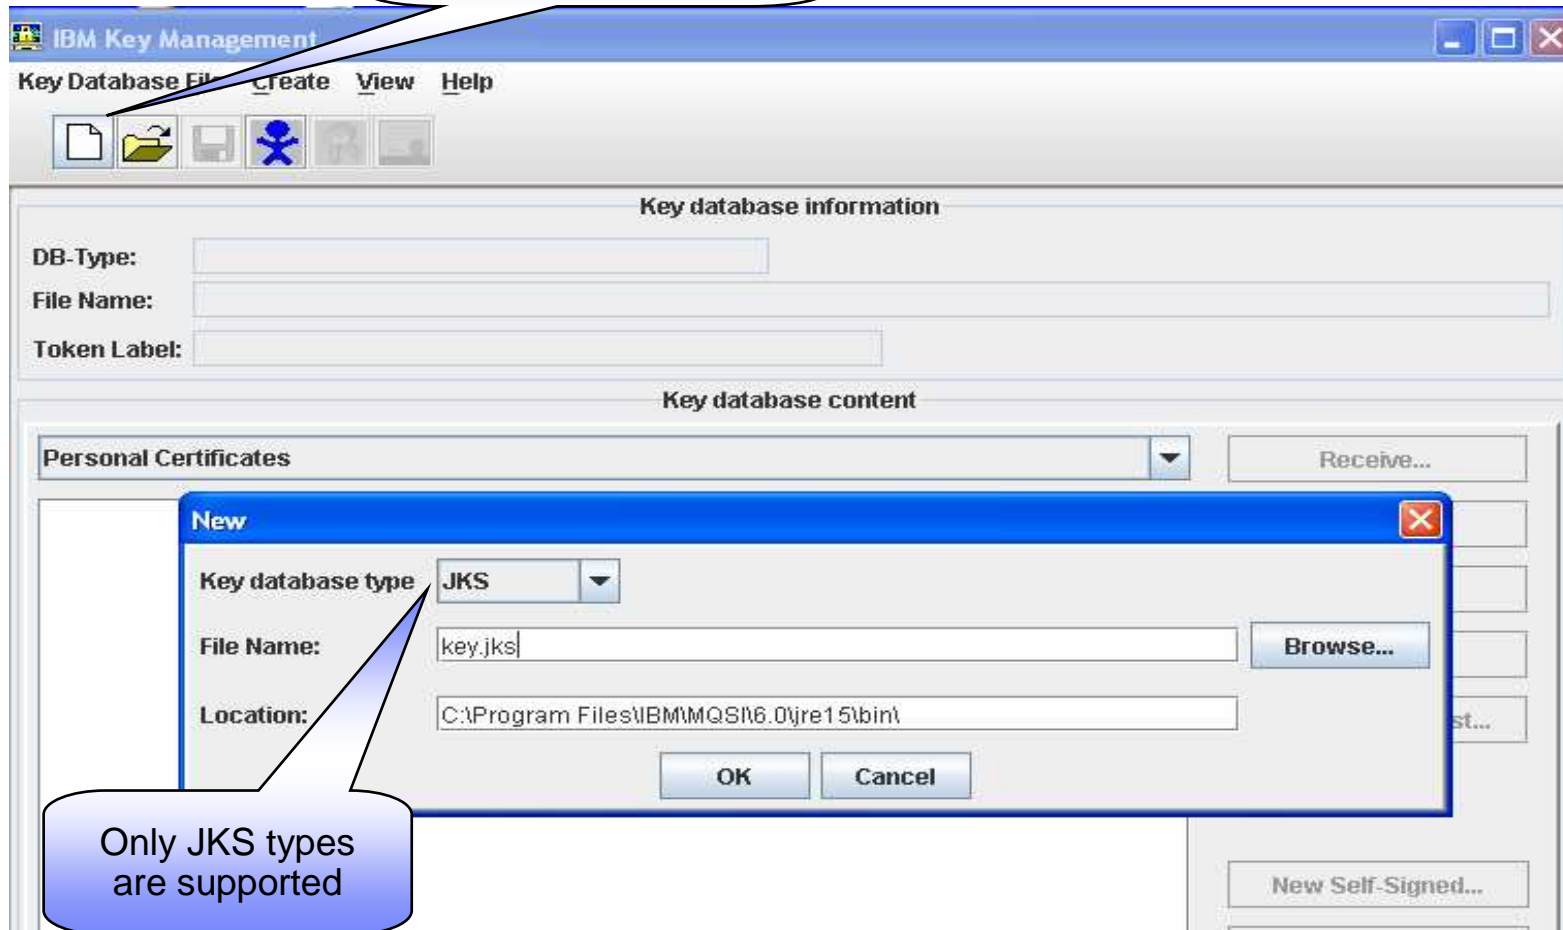 IBM Key Management
Key Database File Create View Help
Key database information
DB-Type:
File Name:
Token Label:
Key database content
Personal Certificates
Receive...
New
Key database type JKS
File Name: key.jks Browse...
Location: C:\Program Files\IBM\MQSI\6.0\jre15\bin\
st...
OK Cancel
Only JKS types
are supported
New Self-Signed...